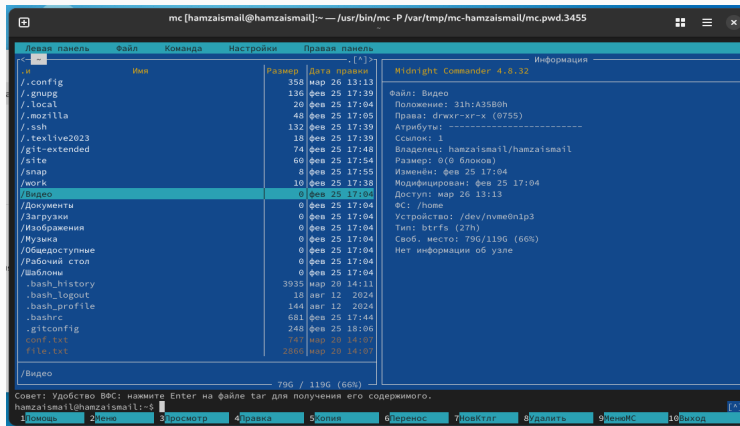 mc [hamzaismail@hamzaismail]:~ — /usr/bin/mc -P /var/tmp/mc-hamzaismail/mc.pwd.3455
~
Левая панель Файл Команда Настройки Правая панель
<─ ~ ─.[^]>
.и Имя Размер Дата правки
/.config 358 мар 26 13:13
/.gnupg 136 фев 25 17:39
/.local 20 фев 25 17:04
/.mozilla 48 фев 25 17:05
/.ssh 132 фев 25 17:39
/.texlive2023 18 фев 25 17:39
/git-extended 74 фев 25 17:48
/site 60 фев 25 17:54
/snap 8 фев 25 17:55
/work 10 фев 25 17:38
/Видео 0 фев 25 17:04
/Документы 0 фев 25 17:04
/Загрузки 0 фев 25 17:04
/Изображения 0 фев 25 17:04
/Музыка 0 фев 25 17:04
/Общедоступные 0 фев 25 17:04
/Рабочий стол 0 фев 25 17:04
/Шаблоны 0 фев 25 17:04
.bash_history 3935 мар 20 14:11
.bash_logout 18 авг 12 2024
.bash_profile 144 авг 12 2024
.bashrc 681 фев 25 17:44
.gitconfig 248 фев 25 18:06
conf.txt 747 мар 20 14:07
file.txt 2866 мар 20 14:07
/Видео
79G / 119G (66%)
Информация
Midnight Commander 4.8.32
Файл: Видео
Положение: 31h:A35B0h
Права: drwxr-xr-x (0755)
Атрибуты: -------------------------
Ссылок: 1
Владелец: hamzaismail/hamzaismail
Размер: 0(0 блоков)
Изменён: фев 25 17:04
Модифицирован: фев 25 17:04
Доступ: мар 26 13:13
ФС: /home
Устройство: /dev/nvme0n1p3
Тип: btrfs (27h)
Своб. место: 79G/119G (66%)
Нет информации об узле
Совет: Удобство ВФС: нажмите Enter на файле tar для получения его содержимого.
hamzaismail@hamzaismail:~$ [^]
1Помощь 2Меню 3Просмотр 4Правка 5Копия 6Перенос 7НовКтлг 8Удалить 9МенюMC 10Выход